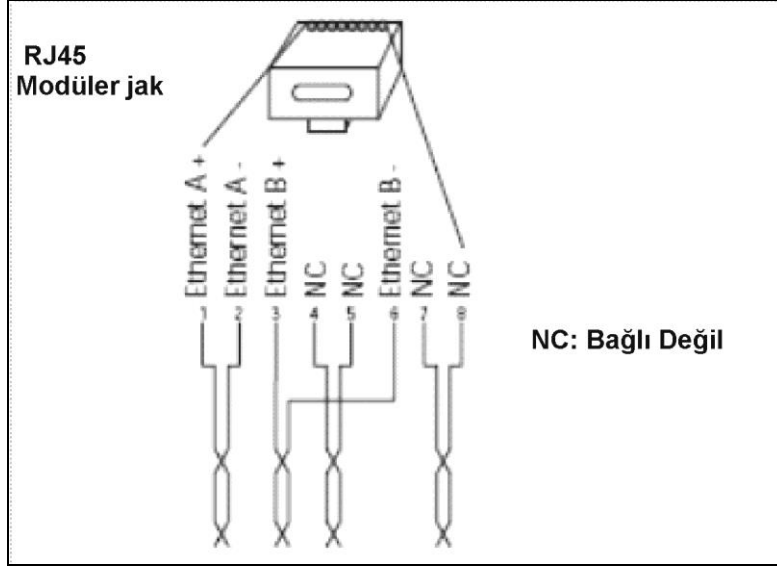 RJ45
Modüler jak
Ethernet A +
Ethernet A -
Ethernet B +
NC
NC
Ethernet B -
NC
NC
1 2 3 4 5 6 7 8
NC: Bağlı Değil